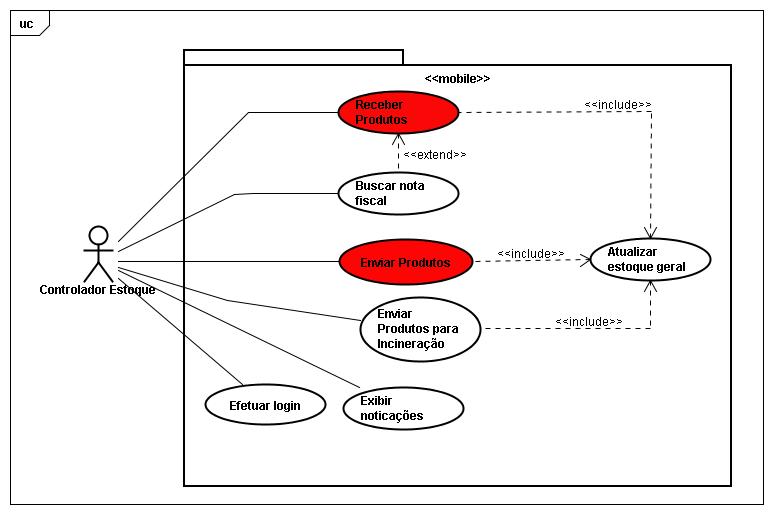 uc
<<mobile>>
Receber
Produtos
<<include>>
<<extend>>
Buscar nota
fiscal
Enviar Produtos
<<include>>
Atualizar
estoque geral
Controlador Estoque
Enviar
Produtos para
Incineração
<<include>>
Efetuar login
Exibir
noticações